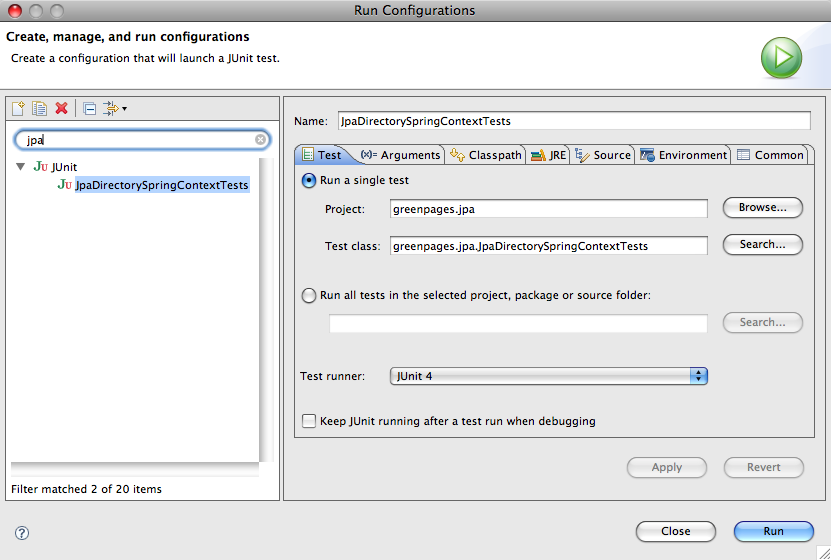 Run Configurations
Create, manage, and run configurations
Create a configuration that will launch a JUnit test.
jpa
JU JUnit
JU JpaDirectorySpringContextTests
Filter matched 2 of 20 items
Name: JpaDirectorySpringContextTests
Test (x)= Arguments Classpath JRE Source Environment Common
Run a single test
Project: greenpages.jpa Browse...
Test class: greenpages.jpa.JpaDirectorySpringContextTests Search...
Run all tests in the selected project, package or source folder:
Search...
Test runner: JUnit 4
Keep JUnit running after a test run when debugging
Apply Revert
? Close Run